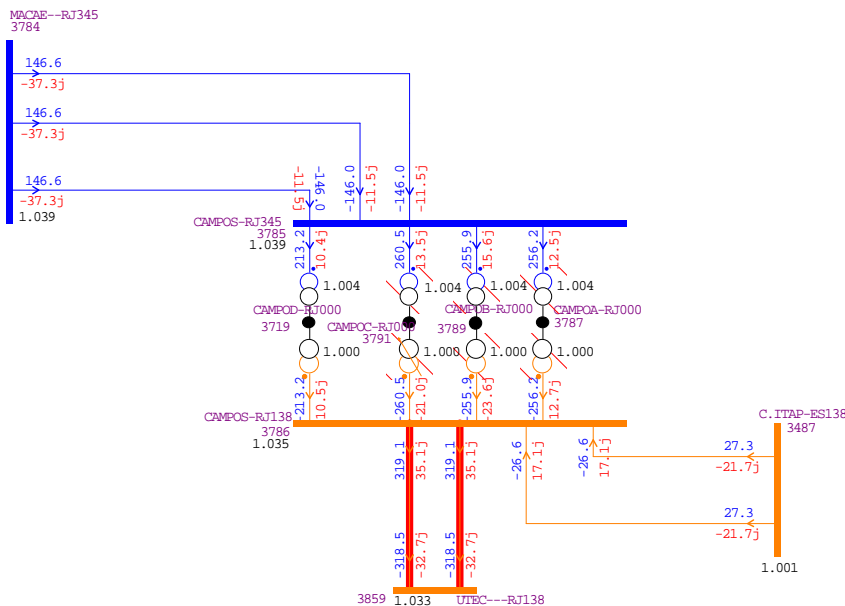 MACAE--RJ345
3784
146.6
-37.3j
146.6
-37.3j
146.6
-37.3j
1.039
-11.5j
-146.0
-146.0
-11.5j
-146.0
-11.5j
CAMPOS-RJ345
3785
1.039
213.2
10.4j
260.5
13.5j
255.9
15.6j
256.2
12.5j
1.004
1.004
1.004
1.004
CAMPOD-RJ000
3719
CAMPOC-RJ000
3791
CAMPOB-RJ000
3789
CAMPOA-RJ000
3787
1.000
1.000
1.000
1.000
-213.2
10.5j
-260.5
-21.0j
-255.9
-23.6j
-256.2
12.7j
CAMPOS-RJ138
3786
1.035
C.ITAP-ES138
3487
319.1
35.1j
319.1
35.1j
-26.6
17.1j
-26.6
17.1j
27.3
-21.7j
27.3
-21.7j
-318.5
-32.7j
-318.5
-32.7j
1.001
3859
1.033
UTEC---RJ138